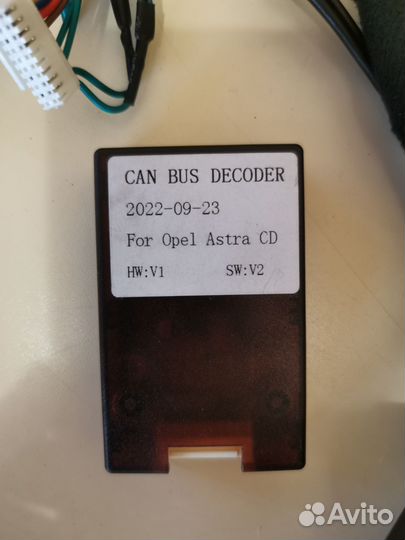 CAN BUS DECODER
2022-09-23
For Opel Astra CD
HW:V1 SW:V2
Avito